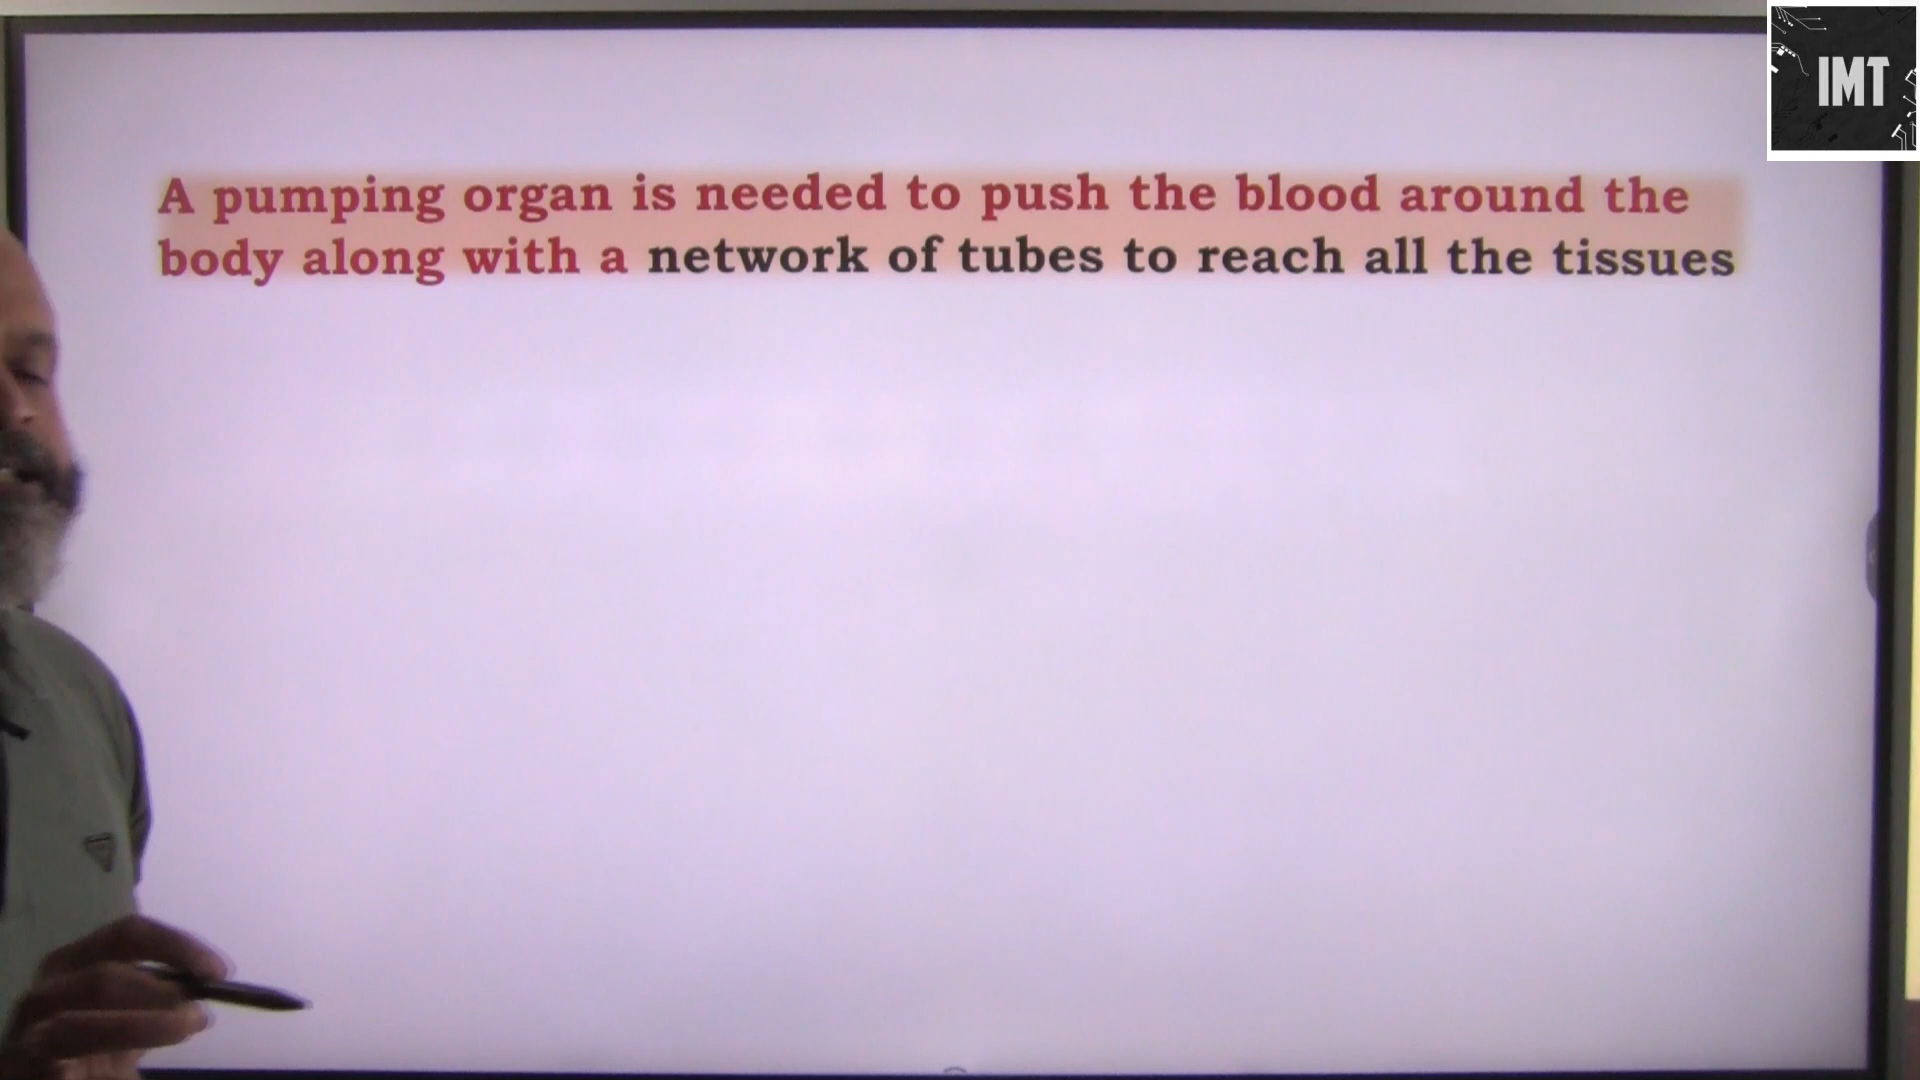 IMT
A pumping organ is needed to push the blood around the
body along with a network of tubes to reach all the tissues